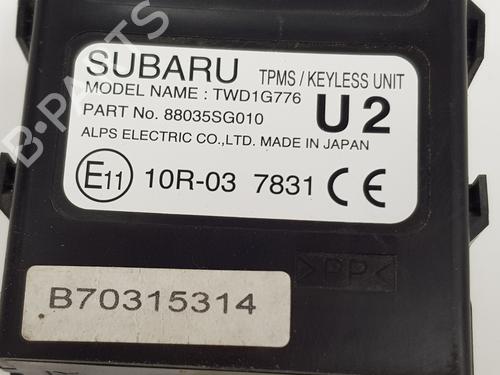 SUBARU TPMS / KEYLESS UNIT
MODEL NAME : TWD1G776
PART No. 88035SG010 U2
ALPS ELECTRIC CO.,LTD. MADE IN JAPAN
E11 10R-03 7831 CE
>PP<
B70315314
B-PARTS